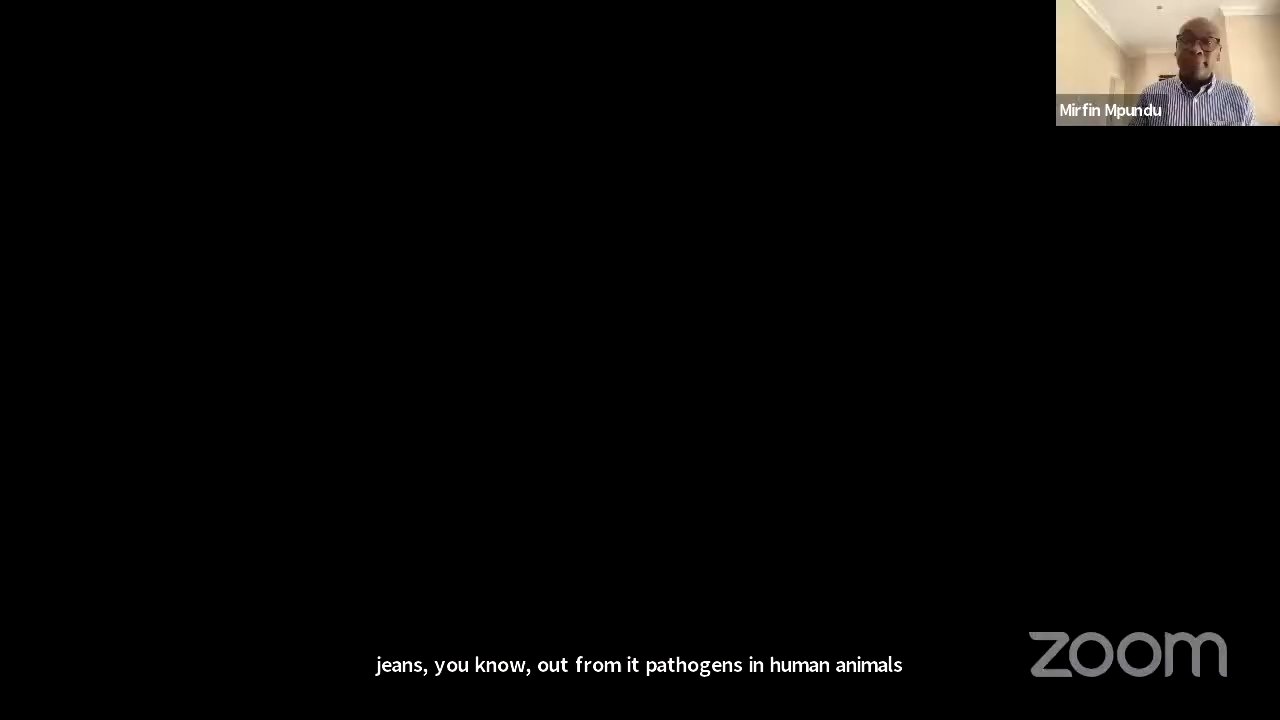 Mirfin Mpundu
jeans, you know, out from it pathogens in human animals
zoom